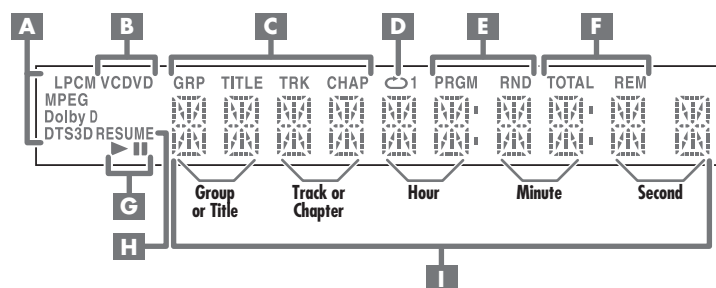 A B C D E F
LPCM VCDVD GRP TITLE TRK CHAP 1 PRGM RND TOTAL REM
MPEG
Dolby D
DTS3D RESUME
Group or Title
Track or Chapter
Hour
Minute
Second
G
H
I